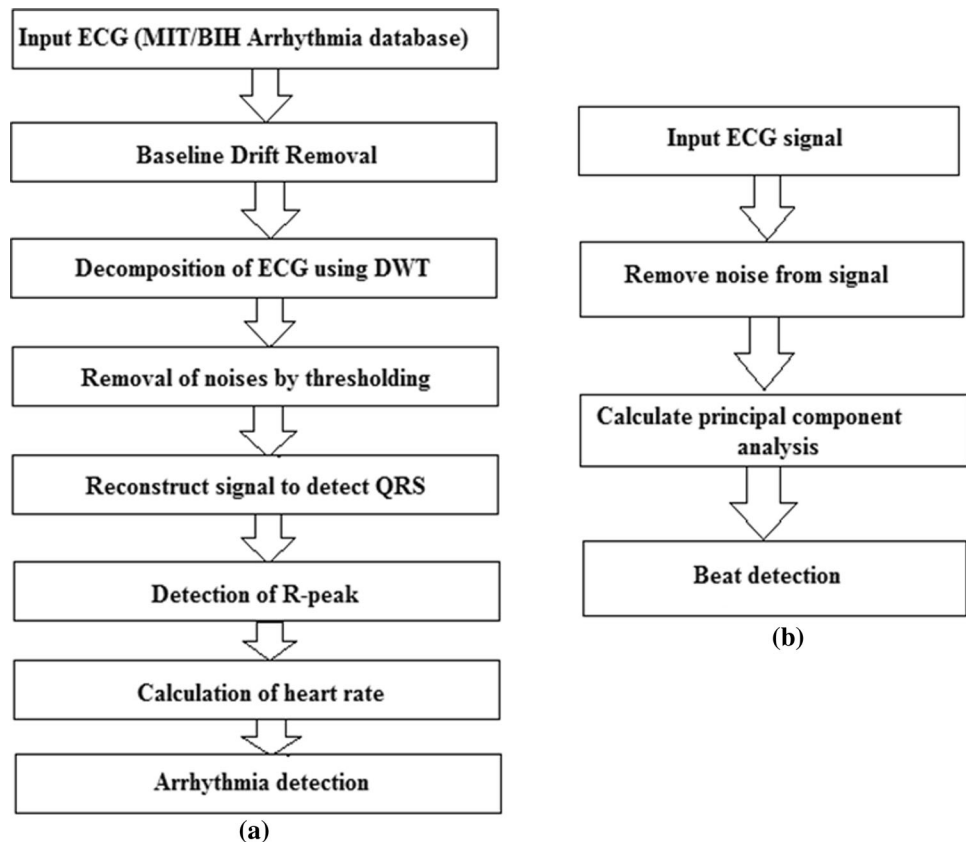 Input ECG (MIT/BIH Arrhythmia database)
Baseline Drift Removal
Decomposition of ECG using DWT
Removal of noises by thresholding
Reconstruct signal to detect QRS
Detection of R-peak
Calculation of heart rate
Arrhythmia detection
(a)
Input ECG signal
Remove noise from signal
Calculate principal component
analysis
Beat detection
(b)